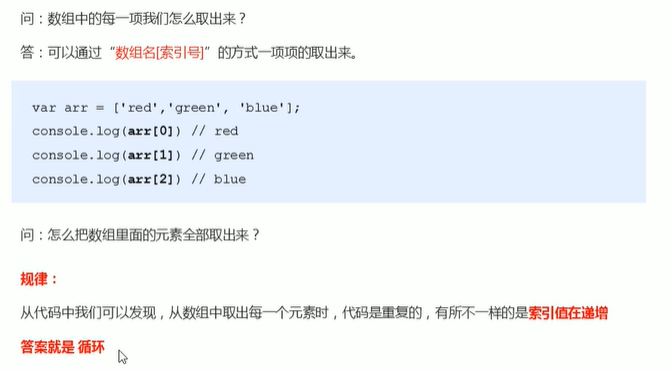 问：数组中的每一项我们怎么取出来？
答：可以通过“数组名[索引号]”的方式一项项的取出来。
var arr = ['red','green', 'blue'];
console.log(arr[0]) // red
console.log(arr[1]) // green
console.log(arr[2]) // blue
问：怎么把数组里面的元素全部取出来？
规律：
从代码中我们可以发现，从数组中取出每一个元素时，代码是重复的，有所不一样的是索引值在递增
答案就是 循环